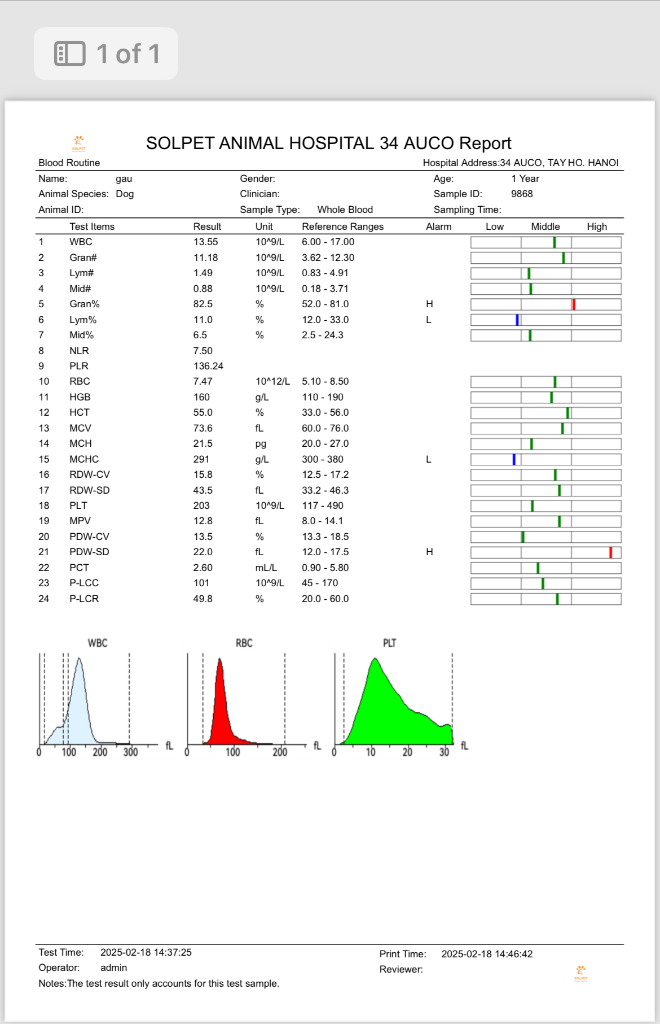 1 of 1
SOLPET ANIMAL HOSPITAL 34 AUCO Report
Blood Routine Hospital Address:34 AUCO, TAY HO. HANOI
Name: gau Gender: Age: 1 Year
Animal Species: Dog Clinician: Sample ID: 9868
Animal ID: Sample Type: Whole Blood Sampling Time:
Test Items Result Unit Reference Ranges Alarm Low Middle High
1 WBC 13.55 10^9/L 6.00 - 17.00
2 Gran# 11.18 10^9/L 3.62 - 12.30
3 Lym# 1.49 10^9/L 0.83 - 4.91
4 Mid# 0.88 10^9/L 0.18 - 3.71
5 Gran% 82.5 % 52.0 - 81.0 H
6 Lym% 11.0 % 12.0 - 33.0 L
7 Mid% 6.5 % 2.5 - 24.3
8 NLR 7.50
9 PLR 136.24
10 RBC 7.47 10^12/L 5.10 - 8.50
11 HGB 160 g/L 110 - 190
12 HCT 55.0 % 33.0 - 56.0
13 MCV 73.6 fL 60.0 - 76.0
14 MCH 21.5 pg 20.0 - 27.0
15 MCHC 291 g/L 300 - 380 L
16 RDW-CV 15.8 % 12.5 - 17.2
17 RDW-SD 43.5 fL 33.2 - 46.3
18 PLT 203 10^9/L 117 - 490
19 MPV 12.8 fL 8.0 - 14.1
20 PDW-CV 13.5 % 13.3 - 18.5
21 PDW-SD 22.0 fL 12.0 - 17.5 H
22 PCT 2.60 mL/L 0.90 - 5.80
23 P-LCC 101 10^9/L 45 - 170
24 P-LCR 49.8 % 20.0 - 60.0
WBC RBC PLT
0 100 200 300 fL 0 100 200 fL 0 10 20 30 fL
Test Time: 2025-02-18 14:37:25 Print Time: 2025-02-18 14:46:42
Operator: admin Reviewer:
Notes:The test result only accounts for this test sample.